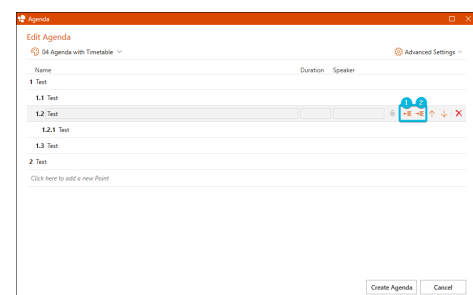 Agenda
Edit Agenda
04 Agenda with Timetable
Advanced Settings
Name Duration Speaker
1 Test
1.1 Test
1 2
1.2 Test
1.2.1 Test
1.3 Test
2 Test
Click here to add a new Point
Create Agenda Cancel